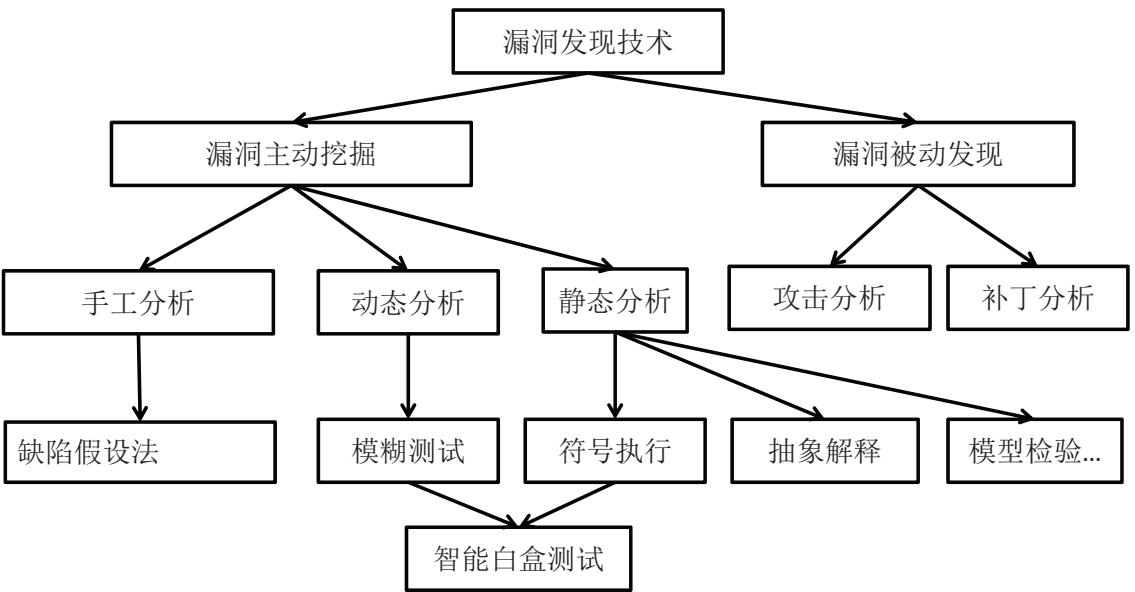 漏洞发现技术
漏洞主动挖掘
漏洞被动发现
手工分析
动态分析
静态分析
攻击分析
补丁分析
缺陷假设法
模糊测试
符号执行
抽象解释
模型检验...
智能白盒测试